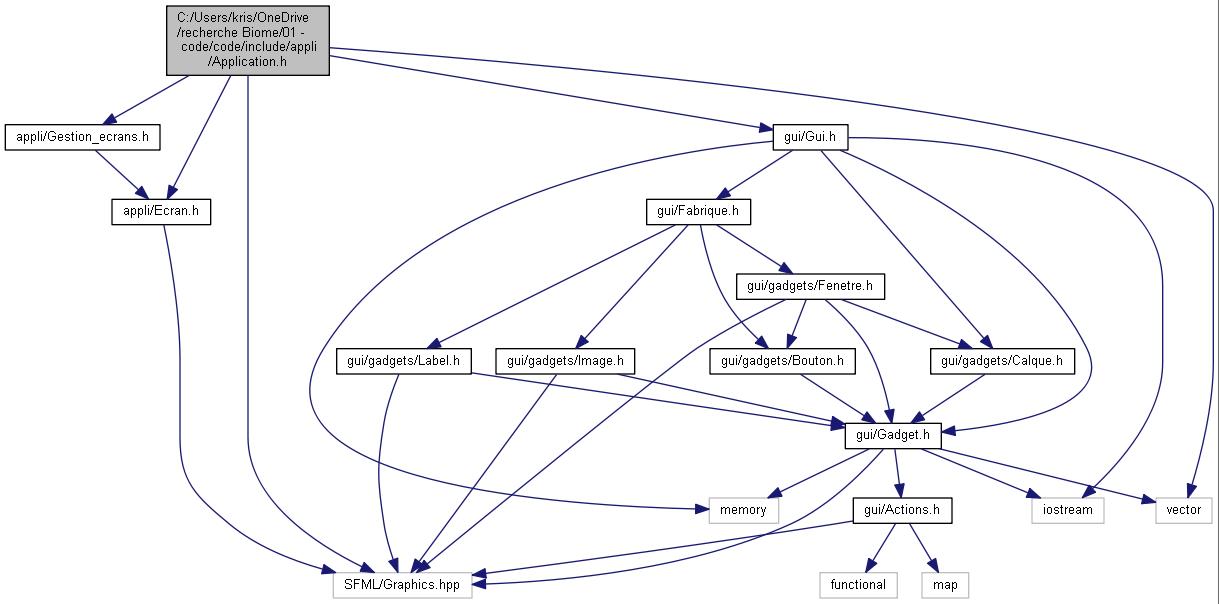 C:/Users/kris/OneDrive
/recherche Biome/01 -
code/code/include/appli
/Application.h
appli/Gestion_ecrans.h
gui/Gui.h
appli/Ecran.h
gui/Fabrique.h
gui/gadgets/Fenetre.h
gui/gadgets/Label.h
gui/gadgets/Image.h
gui/gadgets/Bouton.h
gui/gadgets/Calque.h
gui/Gadget.h
memory
gui/Actions.h
iostream
vector
SFML/Graphics.hpp
functional
map